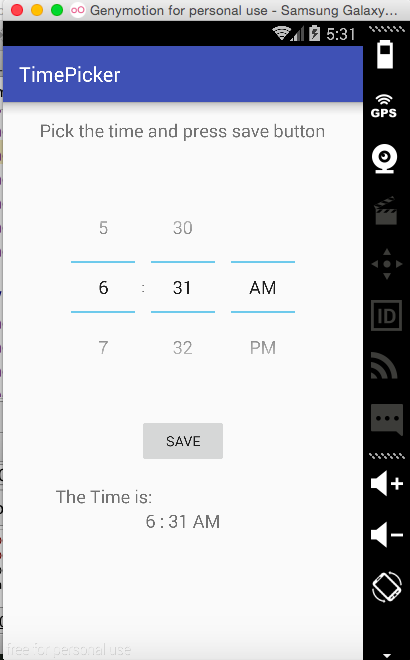 Genymotion for personal use - Samsung Galaxy...
5:31
TimePicker
GPS
Pick the time and press save button
5 30
6 : 31 AM
7 32 PM
ID
SAVE
The Time is:
6 : 31 AM
free for personal use